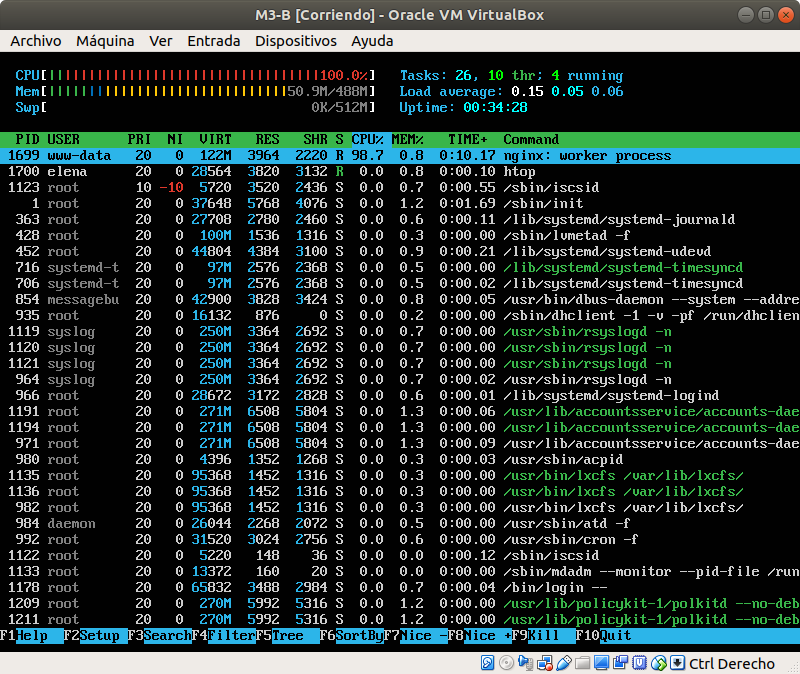 M3-B [Corriendo] - Oracle VM VirtualBox
Archivo Máquina Ver Entrada Dispositivos Ayuda
CPU[||||||||||||||||||||||||||||||||||100.0%] Tasks: 26, 10 thr; 4 running
Mem[||||||||||||||||||||||||||||||50.9M/488M] Load average: 0.15 0.05 0.06
Swp[ 0K/512M] Uptime: 00:34:28
PID USER PRI NI VIRT RES SHR S CPU% MEM% TIME+ Command
1699 www-data 20 0 122M 3964 2220 R 98.7 0.8 0:10.17 nginx: worker process
1700 elena 20 0 28564 3820 3132 R 0.0 0.8 0:00.10 htop
1123 root 10 -10 5720 3520 2436 S 0.0 0.7 0:00.55 /sbin/iscsid
1 root 20 0 37648 5768 4076 S 0.0 1.2 0:01.69 /sbin/init
363 root 20 0 27708 2780 2460 S 0.0 0.6 0:00.11 /lib/systemd/systemd-journald
428 root 20 0 100M 1536 1316 S 0.0 0.3 0:00.00 /sbin/lvmetad -f
452 root 20 0 44804 4384 3100 S 0.0 0.9 0:00.21 /lib/systemd/systemd-udevd
716 systemd-t 20 0 97M 2576 2368 S 0.0 0.5 0:00.00 /lib/systemd/systemd-timesyncd
706 systemd-t 20 0 97M 2576 2368 S 0.0 0.5 0:00.02 /lib/systemd/systemd-timesyncd
854 messagebu 20 0 42900 3828 3424 S 0.0 0.8 0:00.05 /usr/bin/dbus-daemon --system --addre
935 root 20 0 16132 876 0 S 0.0 0.2 0:00.00 /sbin/dhclient -1 -v -pf /run/dhclien
1119 syslog 20 0 250M 3364 2692 S 0.0 0.7 0:00.00 /usr/sbin/rsyslogd -n
1120 syslog 20 0 250M 3364 2692 S 0.0 0.7 0:00.00 /usr/sbin/rsyslogd -n
1121 syslog 20 0 250M 3364 2692 S 0.0 0.7 0:00.00 /usr/sbin/rsyslogd -n
964 syslog 20 0 250M 3364 2692 S 0.0 0.7 0:00.02 /usr/sbin/rsyslogd -n
966 root 20 0 28672 3172 2828 S 0.0 0.6 0:00.01 /lib/systemd/systemd-logind
1191 root 20 0 271M 6508 5804 S 0.0 1.3 0:00.06 /usr/lib/accountsservice/accounts-dae
1194 root 20 0 271M 6508 5804 S 0.0 1.3 0:00.00 /usr/lib/accountsservice/accounts-dae
971 root 20 0 271M 6508 5804 S 0.0 1.3 0:00.09 /usr/lib/accountsservice/accounts-dae
980 root 20 0 4396 1352 1268 S 0.0 0.3 0:00.03 /usr/sbin/acpid
1135 root 20 0 95368 1452 1316 S 0.0 0.3 0:00.00 /usr/bin/lxcfs /var/lib/lxcfs/
1136 root 20 0 95368 1452 1316 S 0.0 0.3 0:00.00 /usr/bin/lxcfs /var/lib/lxcfs/
982 root 20 0 95368 1452 1316 S 0.0 0.3 0:00.00 /usr/bin/lxcfs /var/lib/lxcfs/
984 daemon 20 0 26044 2268 2072 S 0.0 0.5 0:00.00 /usr/sbin/atd -f
992 root 20 0 31520 3024 2756 S 0.0 0.6 0:00.00 /usr/sbin/cron -f
1122 root 20 0 5220 148 36 S 0.0 0.0 0:00.12 /sbin/iscsid
1133 root 20 0 13372 160 20 S 0.0 0.0 0:00.00 /sbin/mdadm --monitor --pid-file /run
1178 root 20 0 65832 3488 2984 S 0.0 0.7 0:00.04 /bin/login --
1209 root 20 0 270M 5992 5316 S 0.0 1.2 0:00.00 /usr/lib/policykit-1/polkitd --no-deb
1211 root 20 0 270M 5992 5316 S 0.0 1.2 0:00.00 /usr/lib/policykit-1/polkitd --no-deb
F1Help F2Setup F3SearchF4FilterF5Tree F6SortByF7Nice -F8Nice +F9Kill F10Quit
Ctrl Derecho